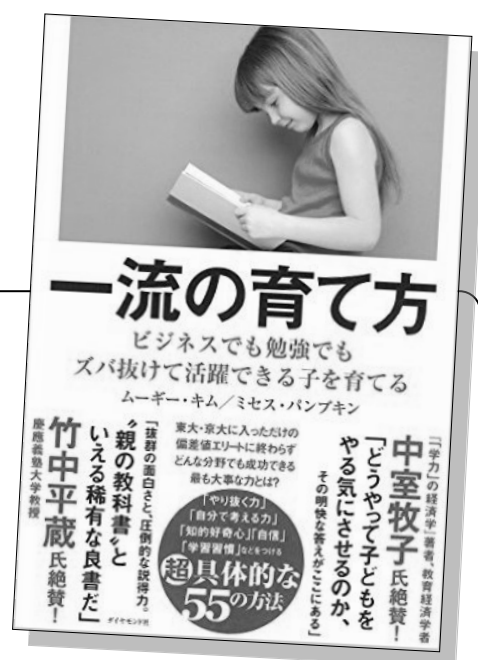 一流の育て方
ビジネスでも勉強でも
ズバ抜けて活躍できる子を育てる
ムーギー・キム／ミセス・パンプキン
『「学力」の経済学』著者、教育経済学者
中室牧子氏絶賛！
「どうやって子どもを
やる気にさせるのか、
その明快な答えがここにある」
東大・京大に入っただけの
偏差値エリートに終わらず
どんな分野でも成功できる
最も大事な力とは？
「やり抜く力」
「自分で考える力」
「知的好奇心」「自信」
「学習習慣」などをつける
超具体的な
55の方法
「抜群の面白さと、圧倒的な説得力。
“親の教科書”と
いえる稀有な良書だ」
竹中平蔵氏絶賛！
慶應義塾大学教授
ダイヤモンド社